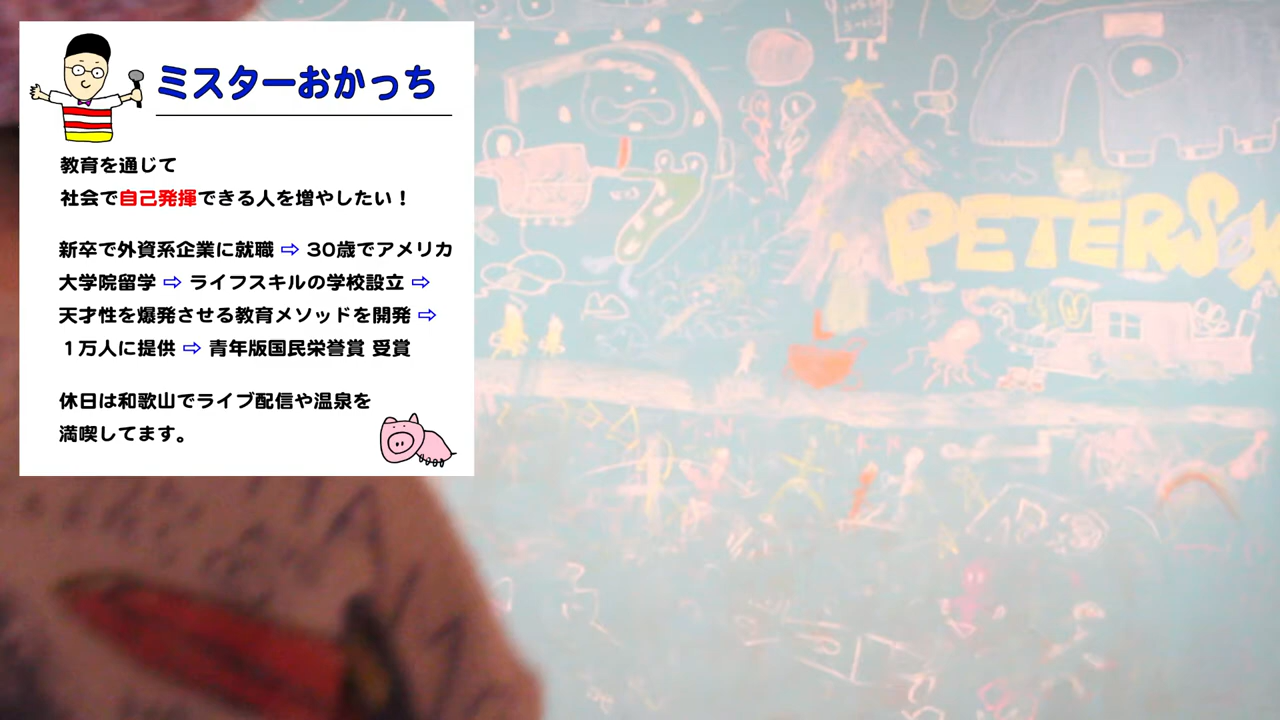 ミスターおかっち
教育を通じて
社会で自己発揮できる人を増やしたい！
新卒で外資系企業に就職 ⇨ 30歳でアメリカ
大学院留学 ⇨ ライフスキルの学校設立 ⇨
天才性を爆発させる教育メソッドを開発 ⇨
１万人に提供 ⇨ 青年版国民栄誉賞 受賞
休日は和歌山でライブ配信や温泉を
満喫してます。
PETERSOX